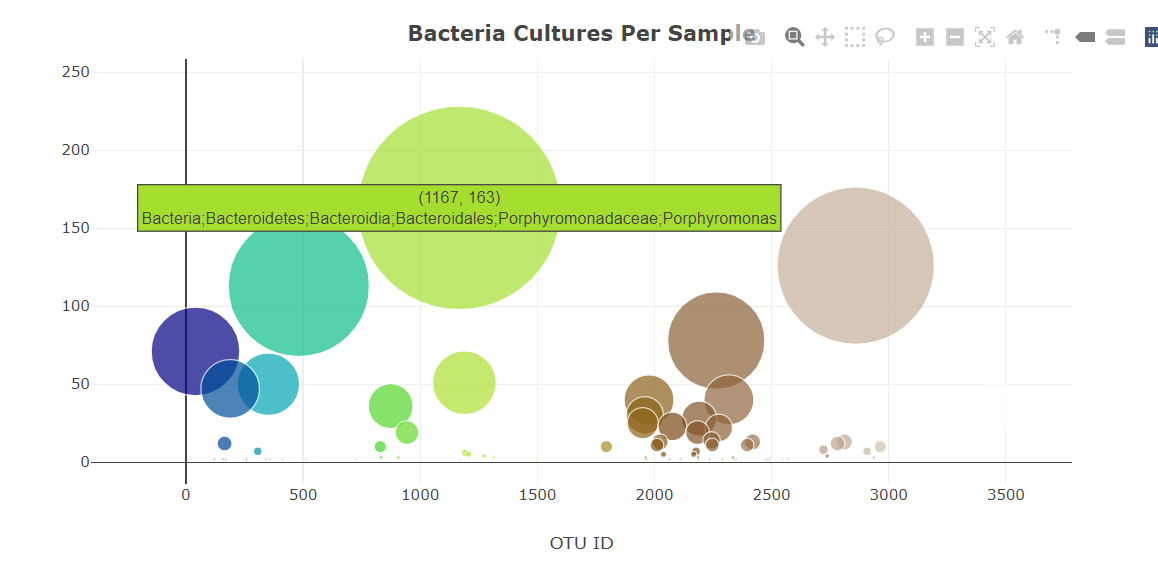 Bacteria Cultures Per Sample
250
200
(1167, 163)
Bacteria;Bacteroidetes;Bacteroidia;Bacteroidales;Porphyromonadaceae;Porphyromonas
150
100
50
0
0 500 1000 1500 2000 2500 3000 3500
OTU ID